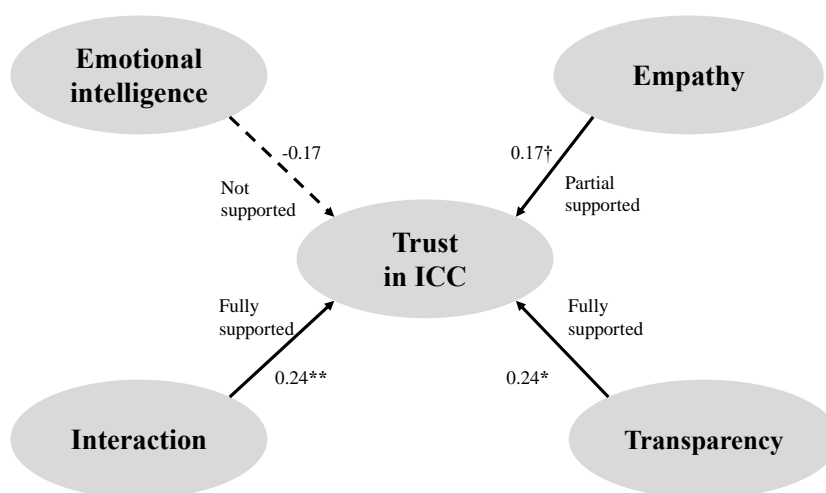 Emotional
intelligence
Empathy
-0.17
0.17†
Not
supported
Partial
supported
Trust
in ICC
Fully
supported
Fully
supported
0.24**
0.24*
Interaction
Transparency